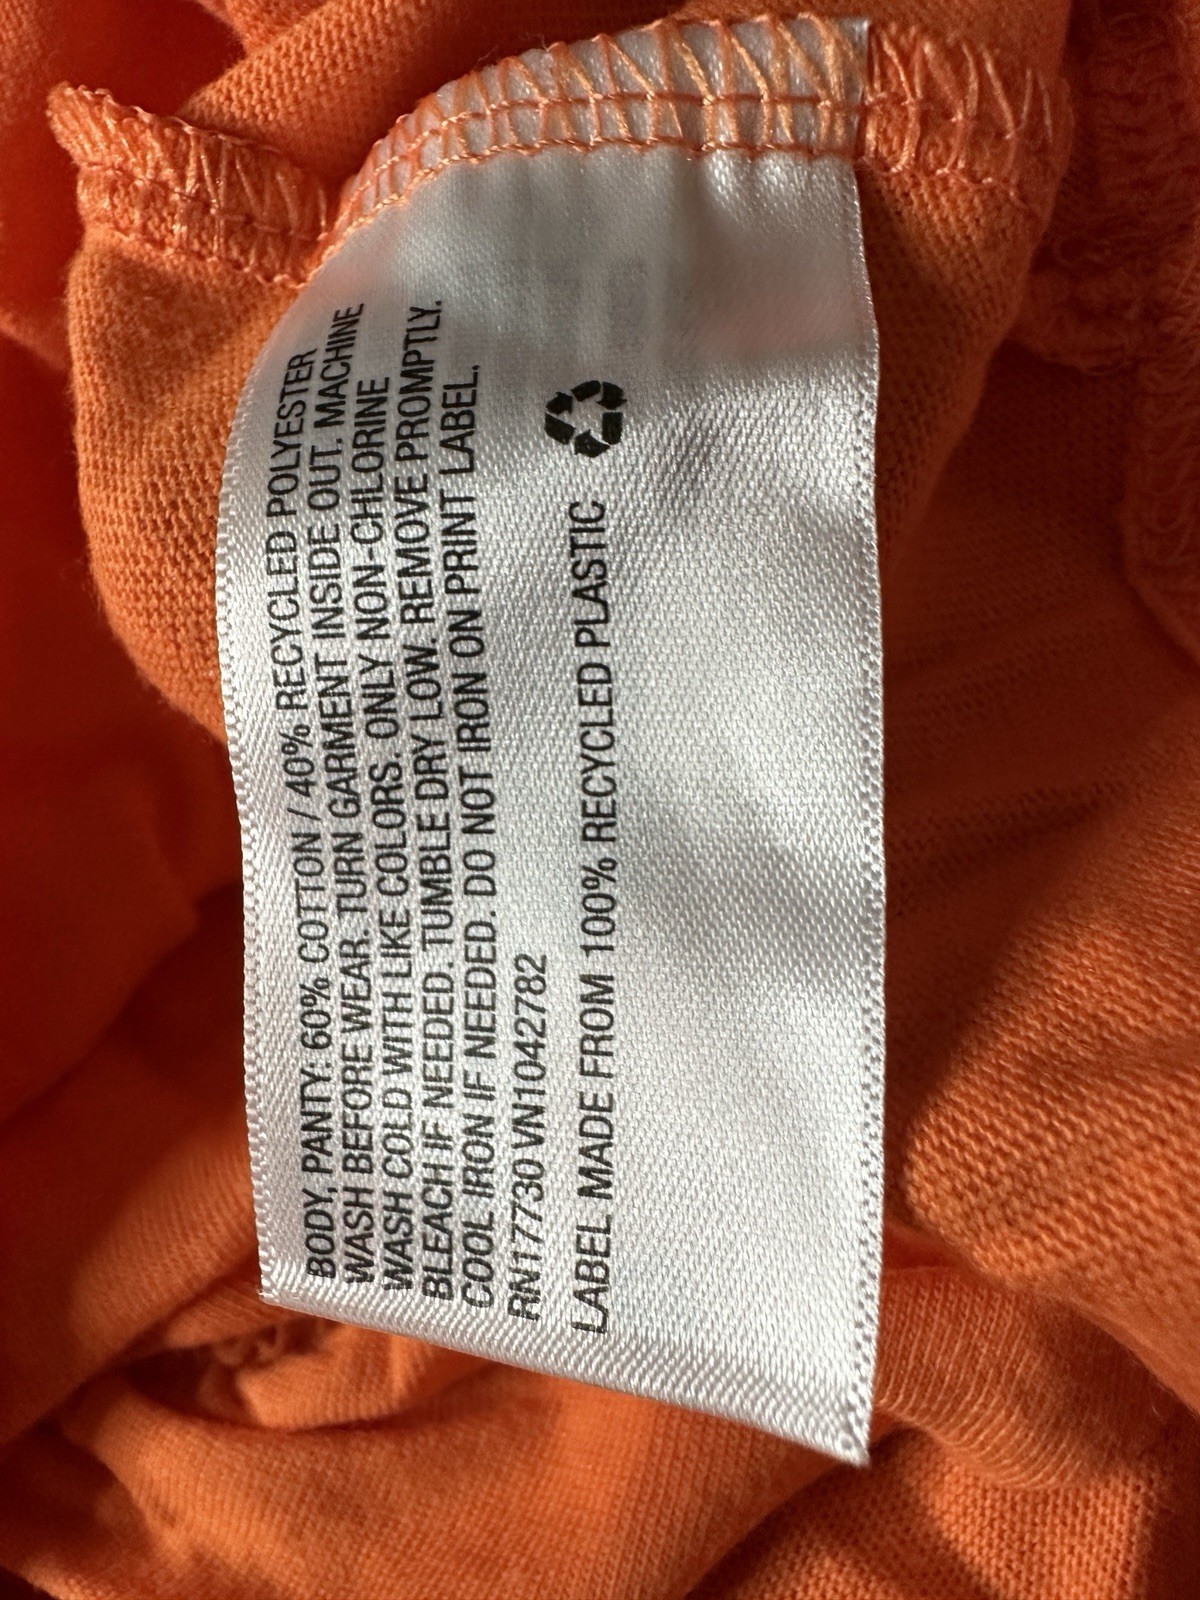 BODY, PANTY: 60% COTTON / 40% RECYCLED POLYESTER
WASH BEFORE WEAR. TURN GARMENT INSIDE OUT. MACHINE
WASH COLD WITH LIKE COLORS. ONLY NON-CHLORINE
BLEACH IF NEEDED. TUMBLE DRY LOW. REMOVE PROMPTLY.
COOL IRON IF NEEDED. DO NOT IRON ON PRINT LABEL.
RN17730 VN1042782
LABEL MADE FROM 100% RECYCLED PLASTIC